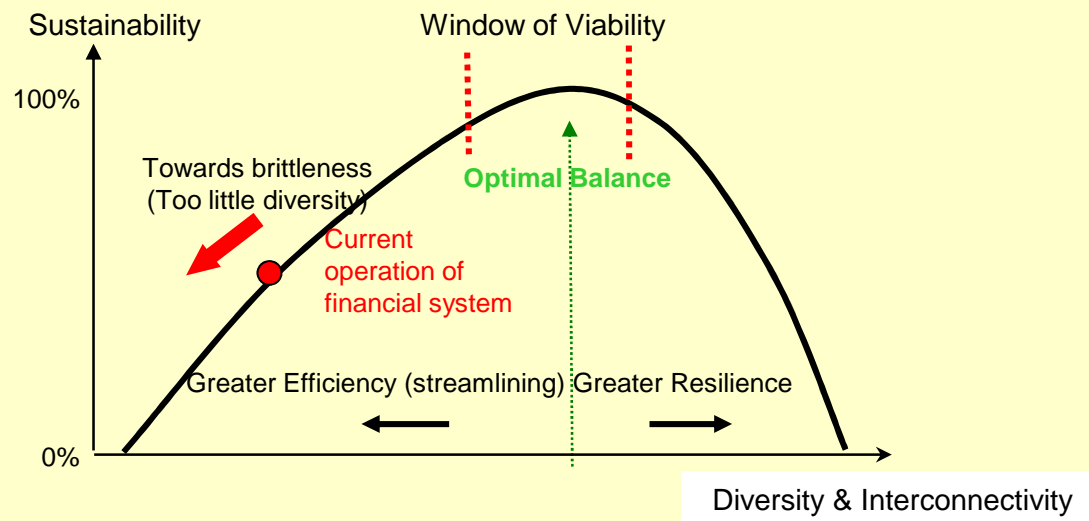 Sustainability
Window of Viability
100%
Towards brittleness
(Too little diversity)
Optimal Balance
Current
operation of
financial system
Greater Efficiency (streamlining)
Greater Resilience
0%
Diversity & Interconnectivity